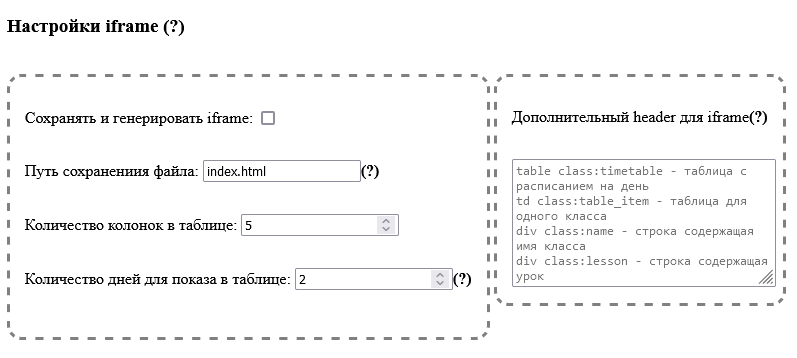 Настройки iframe (?)
Сохранять и генерировать iframe:
Путь сохранениия файла: index.html(?)
Количество колонок в таблице: 5
Количество дней для показа в таблице: 2 (?)
Дополнительный header для iframe(?)
table class:timetable - таблица с
расписанием на день
td class:table_item - таблица для
одного класса
div class:name - строка содержащая
имя класса
div class:lesson - строка содержащая
урок